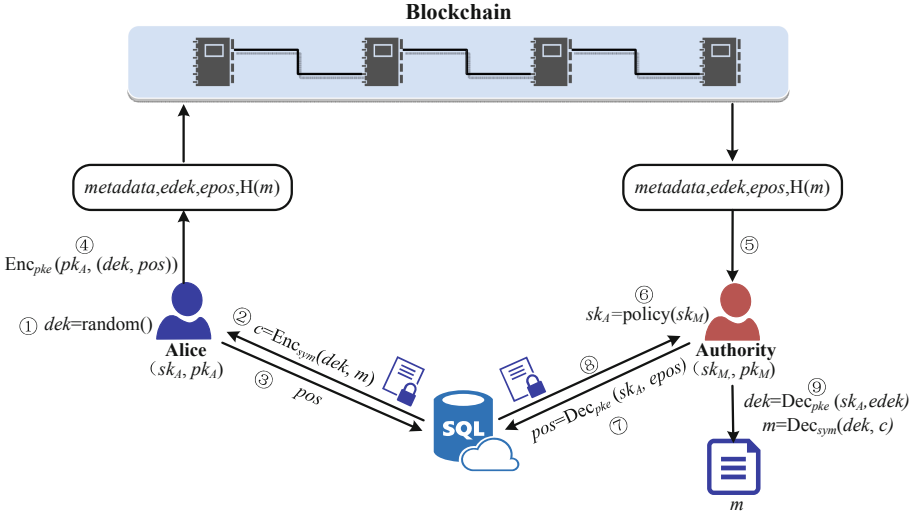 Blockchain
metadata,edek,epos,H(m)
metadata,edek,epos,H(m)
④
Enc_pke(pk_A, (dek, pos))
⑤
① dek=random()
Alice
(sk_A, pk_A)
② c=Enc_sym(dek, m)
③ pos
SQL
⑥
sk_A=policy(sk_M)
Authority
(sk_M, pk_M)
⑧
pos=Dec_pke(sk_A, epos)
⑦
⑨
dek=Dec_pke(sk_A,edek)
m=Dec_sym(dek, c)
m